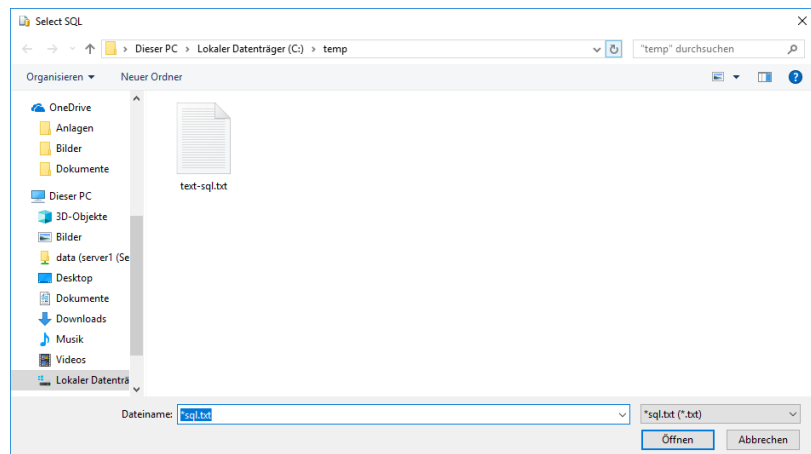 Select SQL
Dieser PC > Lokaler Datenträger (C:) > temp
"temp" durchsuchen
Organisieren
Neuer Ordner
OneDrive
Anlagen
Bilder
Dokumente
Dieser PC
3D-Objekte
Bilder
data (server1 (Se
Desktop
Dokumente
Downloads
Musik
Videos
Lokaler Datenträ
text-sql.txt
Dateiname: *sql.txt
*sql.txt (*.txt)
Öffnen Abbrechen